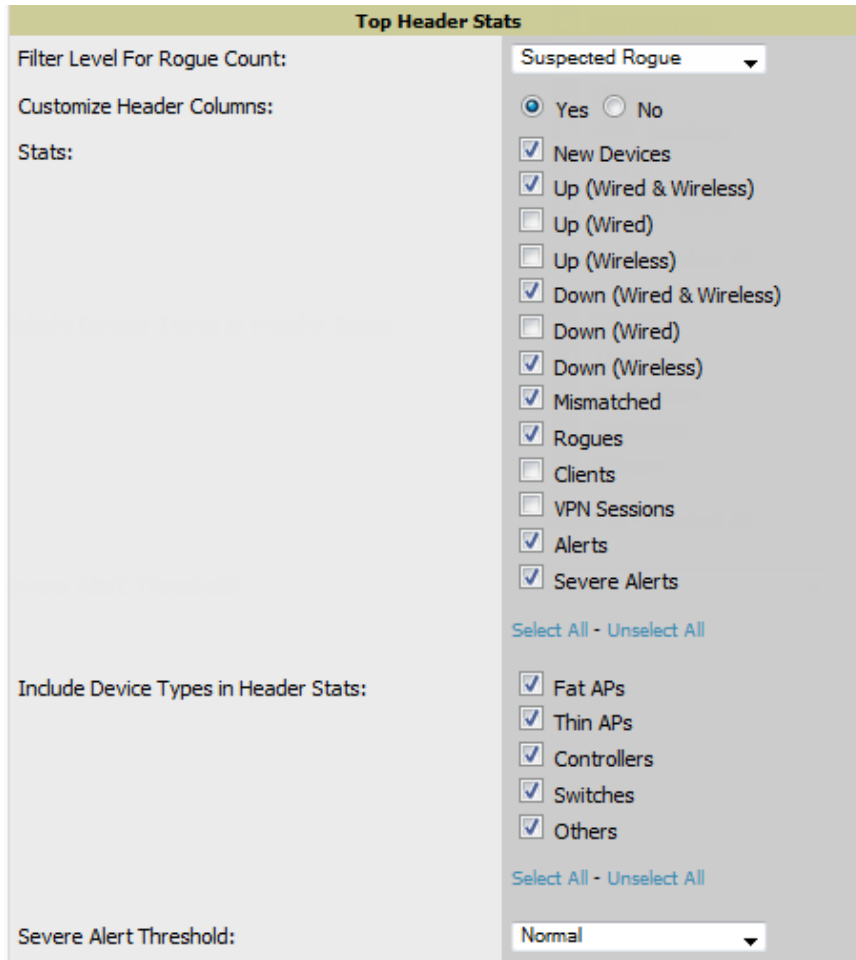 Top Header Stats
Filter Level For Rogue Count: Suspected Rogue
Customize Header Columns: Yes No
Stats: New Devices
Up (Wired & Wireless)
Up (Wired)
Up (Wireless)
Down (Wired & Wireless)
Down (Wired)
Down (Wireless)
Mismatched
Rogues
Clients
VPN Sessions
Alerts
Severe Alerts
Select All - Unselect All
Include Device Types in Header Stats: Fat APs
Thin APs
Controllers
Switches
Others
Select All - Unselect All
Severe Alert Threshold: Normal